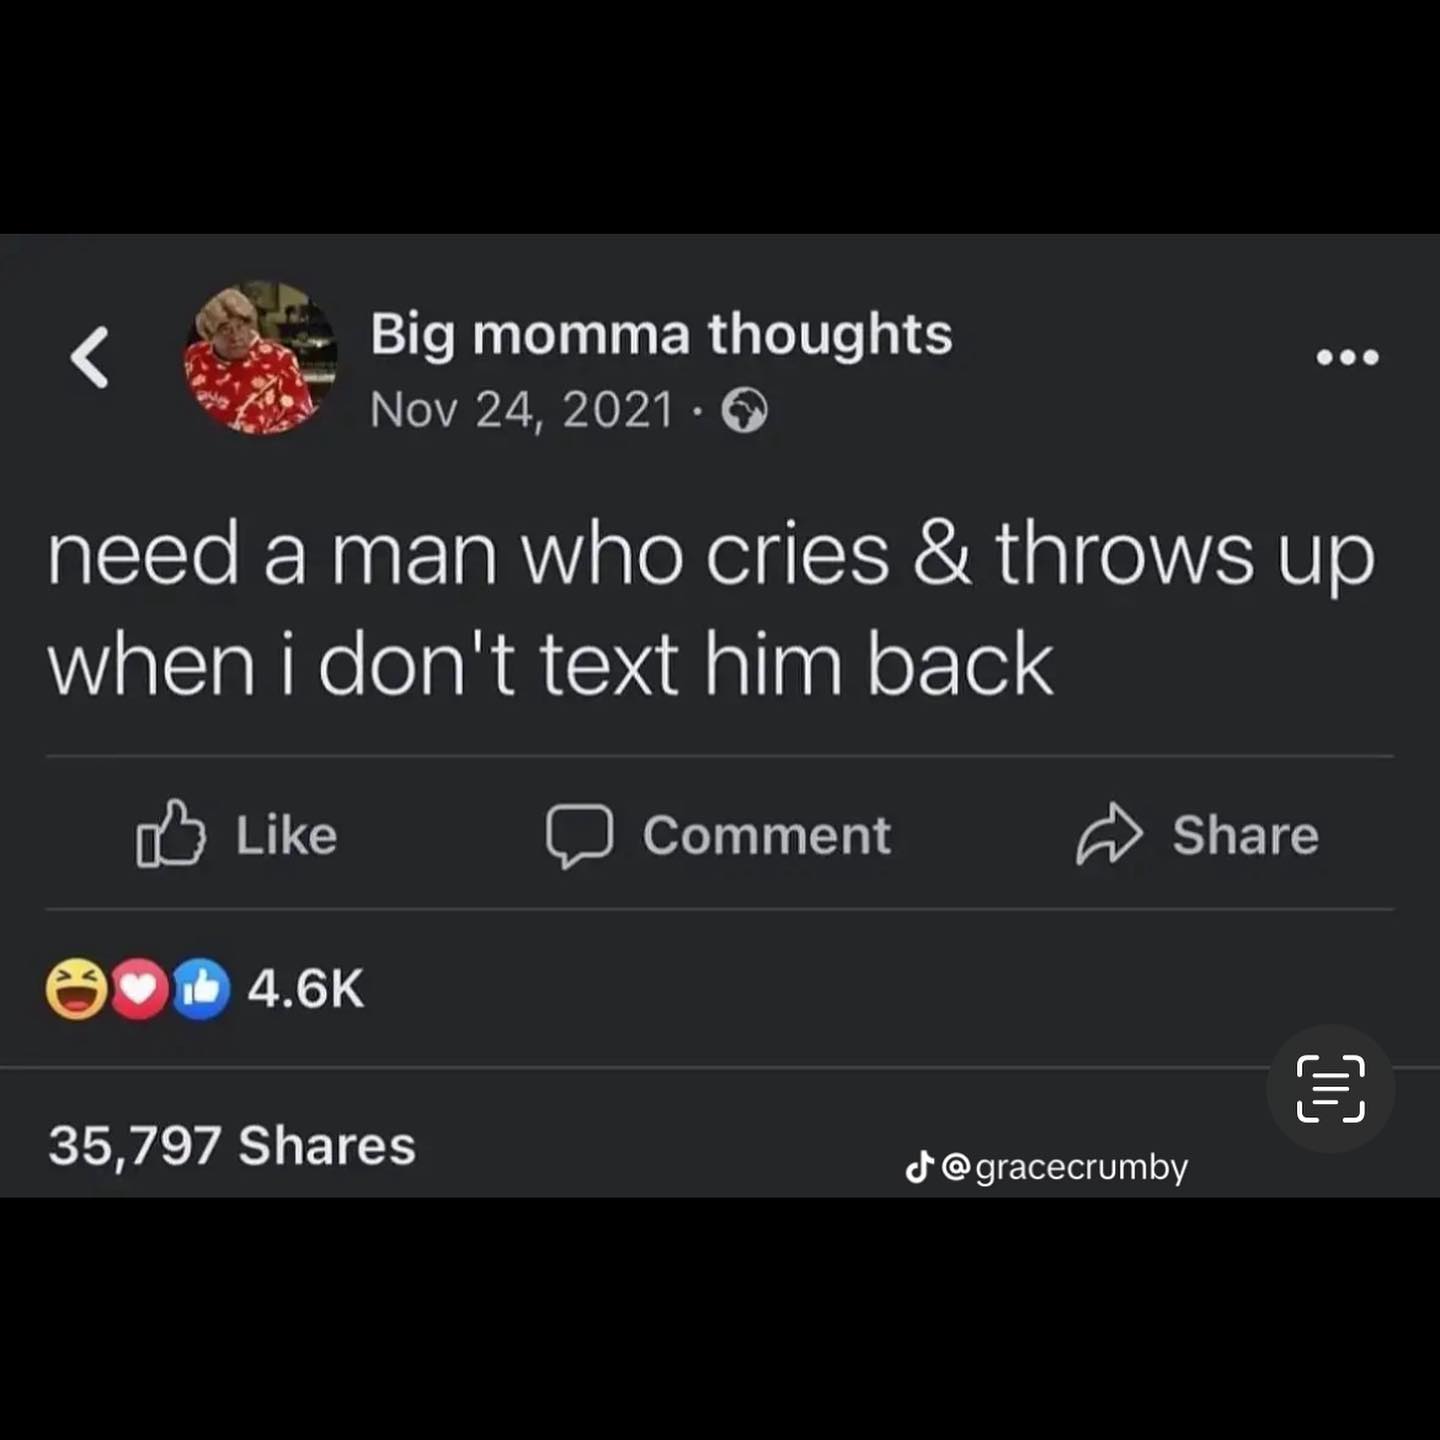 Big momma thoughts
Nov 24, 2021 ·
need a man who cries & throws up
when i don't text him back
Like Comment Share
4.6K
35,797 Shares
@gracecrumby